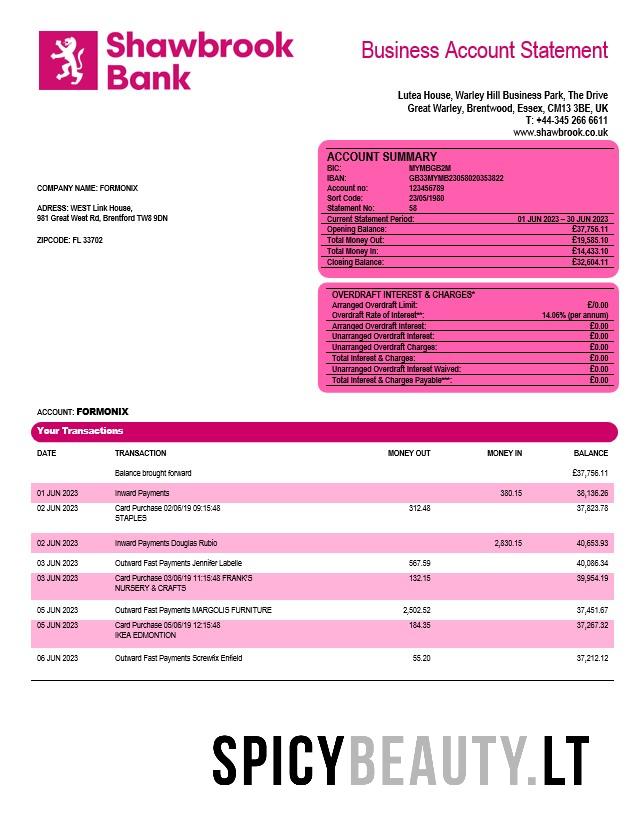 Shawbrook
Bank
Business Account Statement
Lutea House, Warley Hill Business Park, The Drive
Great Warley, Brentwood, Essex, CM13 3BE, UK
T: +44-345 266 6611
www.shawbrook.co.uk
COMPANY NAME: FORMONIX
ADRESS: WEST Link House,
981 Great West Rd, Brentford TW8 9DN
ZIPCODE: FL 33702
ACCOUNT SUMMARY
BIC: MYMBGB2M
IBAN: GB33MYMB23058020353822
Account no: 123456789
Sort Code: 23/05/1980
Statement No: 58
Current Statement Period: 01 JUN 2023 – 30 JUN 2023
Opening Balance: £37,756.11
Total Money Out: £19,585.10
Total Money In: £14,433.10
Closing Balance: £32,604.11
OVERDRAFT INTEREST & CHARGES*
Arranged Overdraft Limit: £/0.00
Overdraft Rate of Interest**: 14.06% (per annum)
Arranged Overdraft Interest: £0.00
Unarranged Overdraft Interest: £0.00
Unarranged Overdraft Charges: £0.00
Total Interest & Charges: £0.00
Unarranged Overdraft Interest Waived: £0.00
Total Interest & Charges Payable***: £0.00
ACCOUNT: FORMONIX
Your Transactions
DATE TRANSACTION MONEY OUT MONEY IN BALANCE
Balance brought forward £37,756.11
01 JUN 2023 Inward Payments 380.15 38,136.26
02 JUN 2023 Card Purchase 02/06/19 09:15:48 312.48 37,823.78
STAPLES
02 JUN 2023 Inward Payments Douglas Rubio 2,830.15 40,653.93
03 JUN 2023 Outward Fast Payments Jennifer Labelle 567.59 40,086.34
03 JUN 2023 Card Purchase 03/06/19 11:15:48 FRANK'S 132.15 39,954.19
NURSERY & CRAFTS
05 JUN 2023 Outward Fast Payments MARGOLIS FURNITURE 2,502.52 37,451.67
05 JUN 2023 Card Purchase 05/06/19 12:15:48 184.35 37,267.32
IKEA EDMONTION
06 JUN 2023 Outward Fast Payments Screwfix Enfield 55.20 37,212.12
SPICYBEAUTY.LT